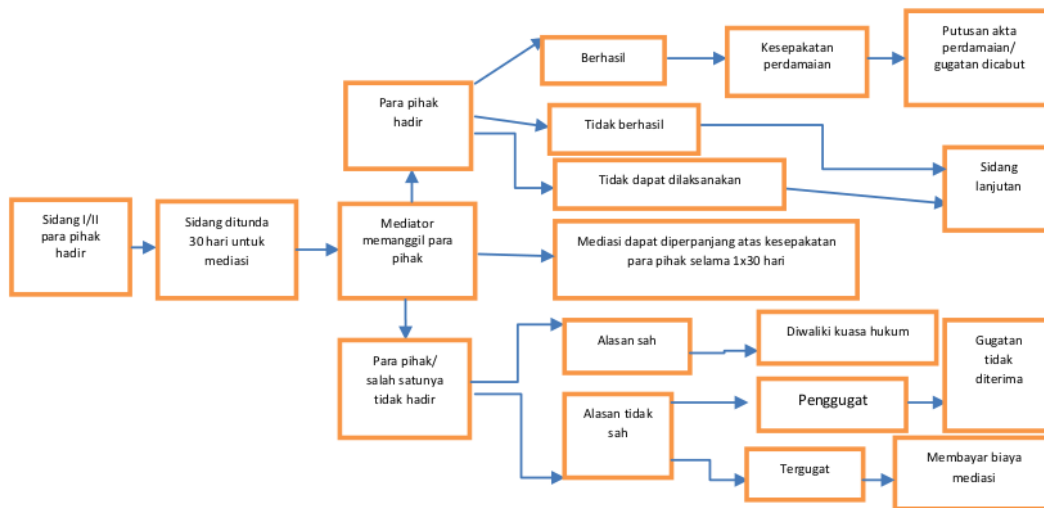 Sidang I/II
para pihak
hadir
Sidang ditunda
30 hari untuk
mediasi
Mediator
memanggil para
pihak
Para pihak
hadir
Berhasil
Kesepakatan
perdamaian
Putusan akta
perdamaian/
gugatan dicabut
Tidak berhasil
Tidak dapat dilaksanakan
Sidang
lanjutan
Mediasi dapat diperpanjang atas kesepakatan
para pihak selama 1x30 hari
Para pihak/
salah satunya
tidak hadir
Alasan sah
Diwaliki kuasa hukum
Alasan tidak
sah
Penggugat
Gugatan
tidak
diterima
Tergugat
Membayar biaya
mediasi